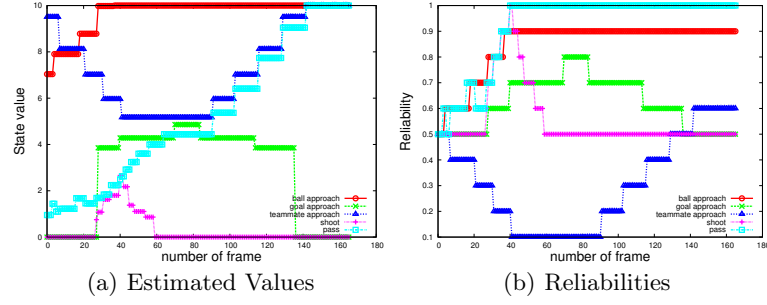 10
8
6
4
2
0
State value
0 20 40 60 80 100 120 140 160 180
number of frame
ball approach
goal approach
teammate approach
shoot
pass
(a) Estimated Values
1
0.9
0.8
0.7
0.6
0.5
0.4
0.3
0.2
0.1
Reliability
0 20 40 60 80 100 120 140 160 180
number of frame
ball approach
goal approach
teammate approach
shoot
pass
(b) Reliabilities